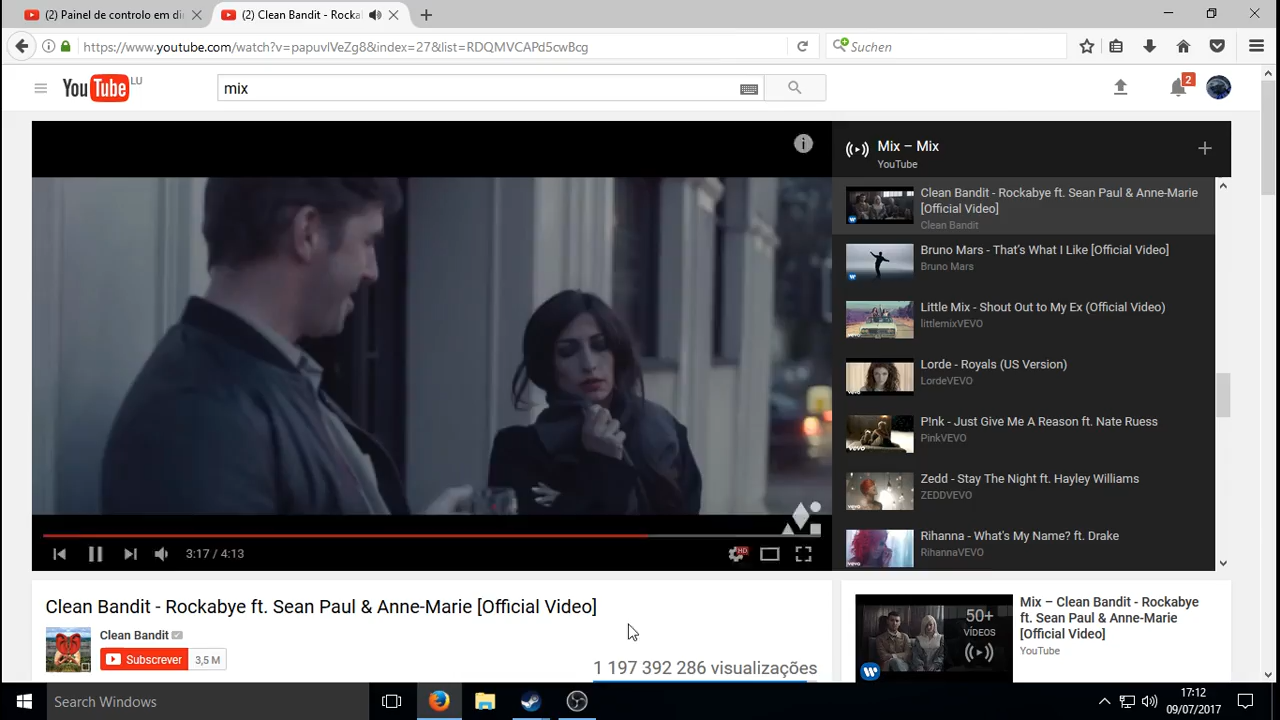 (2) Painel de controlo em di
(2) Clean Bandit - Rocka
https://www.youtube.com/watch?v=papuvlVeZg8&index=27&list=RDQMVCAPd5cwBcg
Suchen
YouTube LU
mix
2
Mix – Mix
YouTube
Clean Bandit - Rockabye ft. Sean Paul & Anne-Marie
[Official Video]
Clean Bandit
Bruno Mars - That's What I Like [Official Video]
Bruno Mars
Little Mix - Shout Out to My Ex (Official Video)
littlemixVEVO
Lorde - Royals (US Version)
LordeVEVO
P!nk - Just Give Me A Reason ft. Nate Ruess
PinkVEVO
Zedd - Stay The Night ft. Hayley Williams
ZEDDVEVO
Rihanna - What's My Name? ft. Drake
RihannaVEVO
3:17 / 4:13
HD
Clean Bandit - Rockabye ft. Sean Paul & Anne-Marie [Official Video]
Clean Bandit
Subscrever
3,5 M
1 197 392 286 visualizações
50+
VÍDEOS
Mix – Clean Bandit - Rockabye
ft. Sean Paul & Anne-Marie
[Official Video]
YouTube
Search Windows
17:12
09/07/2017